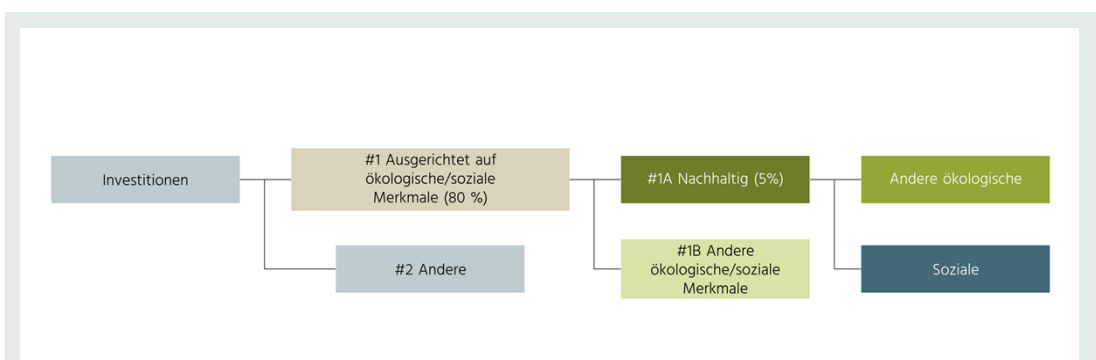 Investitionen
#1 Ausgerichtet auf
ökologische/soziale
Merkmale (80 %)
#2 Andere
#1A Nachhaltig (5%)
#1B Andere
ökologische/soziale
Merkmale
Andere ökologische
Soziale